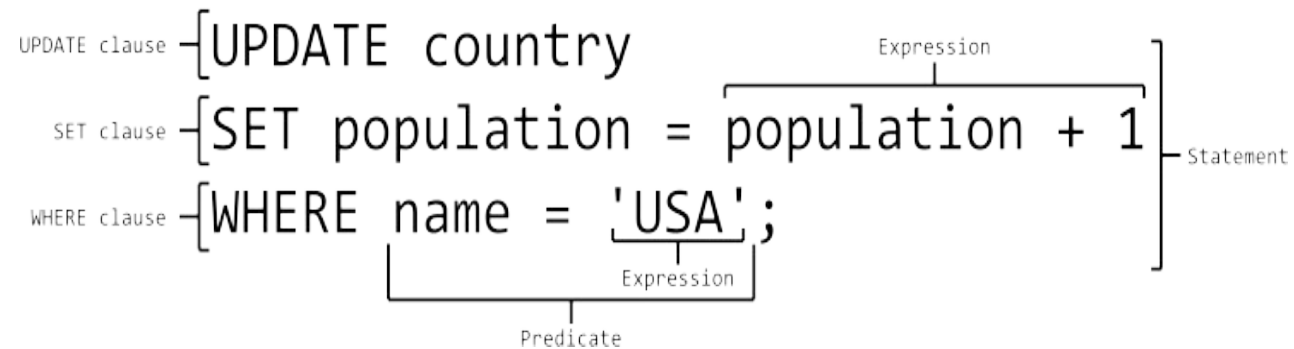 UPDATE clause UPDATE country
Expression
SET clause SET population = population + 1
Statement
WHERE clause WHERE name = 'USA';
Expression
Predicate